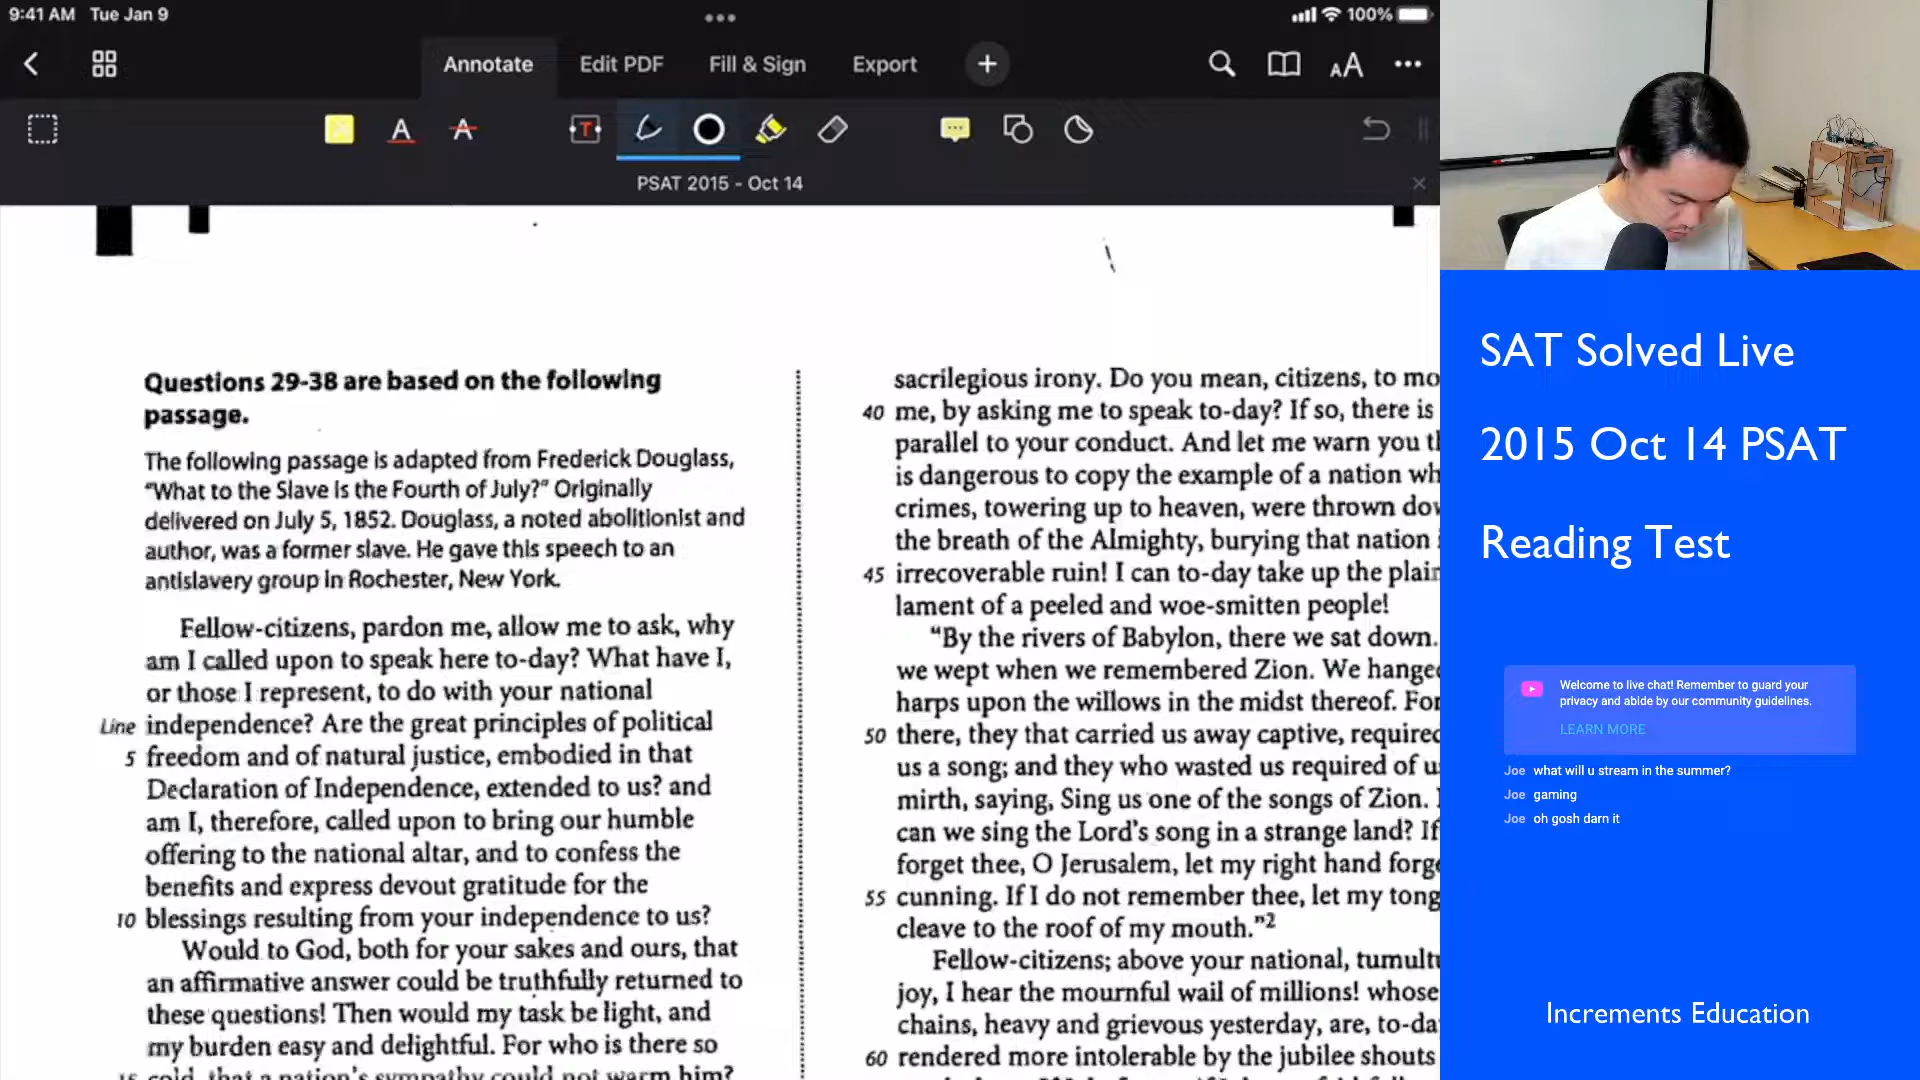 9:41 AM Tue Jan 9
100%
Annotate
Edit PDF
Fill & Sign
Export
AA
A
A
T
PSAT 2015 - Oct 14
Questions 29-38 are based on the following
passage.
The following passage is adapted from Frederick Douglass,
“What to the Slave Is the Fourth of July?” Originally
delivered on July 5, 1852. Douglass, a noted abolitionist and
author, was a former slave. He gave this speech to an
antislavery group in Rochester, New York.
Fellow-citizens, pardon me, allow me to ask, why
am I called upon to speak here to-day? What have I,
or those I represent, to do with your national
Line independence? Are the great principles of political
5 freedom and of natural justice, embodied in that
Declaration of Independence, extended to us? and
am I, therefore, called upon to bring our humble
offering to the national altar, and to confess the
benefits and express devout gratitude for the
10 blessings resulting from your independence to us?
Would to God, both for your sakes and ours, that
an affirmative answer could be truthfully returned to
these questions! Then would my task be light, and
my burden easy and delightful. For who is there so
15 cold, that a nation's sympathy could not warm him?
sacrilegious irony. Do you mean, citizens, to mo
40 me, by asking me to speak to-day? If so, there is
parallel to your conduct. And let me warn you th
is dangerous to copy the example of a nation wh
crimes, towering up to heaven, were thrown dow
the breath of the Almighty, burying that nation
45 irrecoverable ruin! I can to-day take up the plain
lament of a peeled and woe-smitten people!
“By the rivers of Babylon, there we sat down.
we wept when we remembered Zion. We hanged
harps upon the willows in the midst thereof. For
50 there, they that carried us away captive, required
us a song; and they who wasted us required of u
mirth, saying, Sing us one of the songs of Zion.
can we sing the Lord's song in a strange land? If
forget thee, O Jerusalem, let my right hand forge
55 cunning. If I do not remember thee, let my tong
cleave to the roof of my mouth.”2
Fellow-citizens; above your national, tumultu
joy, I hear the mournful wail of millions! whose
chains, heavy and grievous yesterday, are, to-da
60 rendered more intolerable by the jubilee shouts
SAT Solved Live
2015 Oct 14 PSAT
Reading Test
Welcome to live chat! Remember to guard your
privacy and abide by our community guidelines.
LEARN MORE
Joe what will u stream in the summer?
Joe gaming
Joe oh gosh darn it
Increments Education